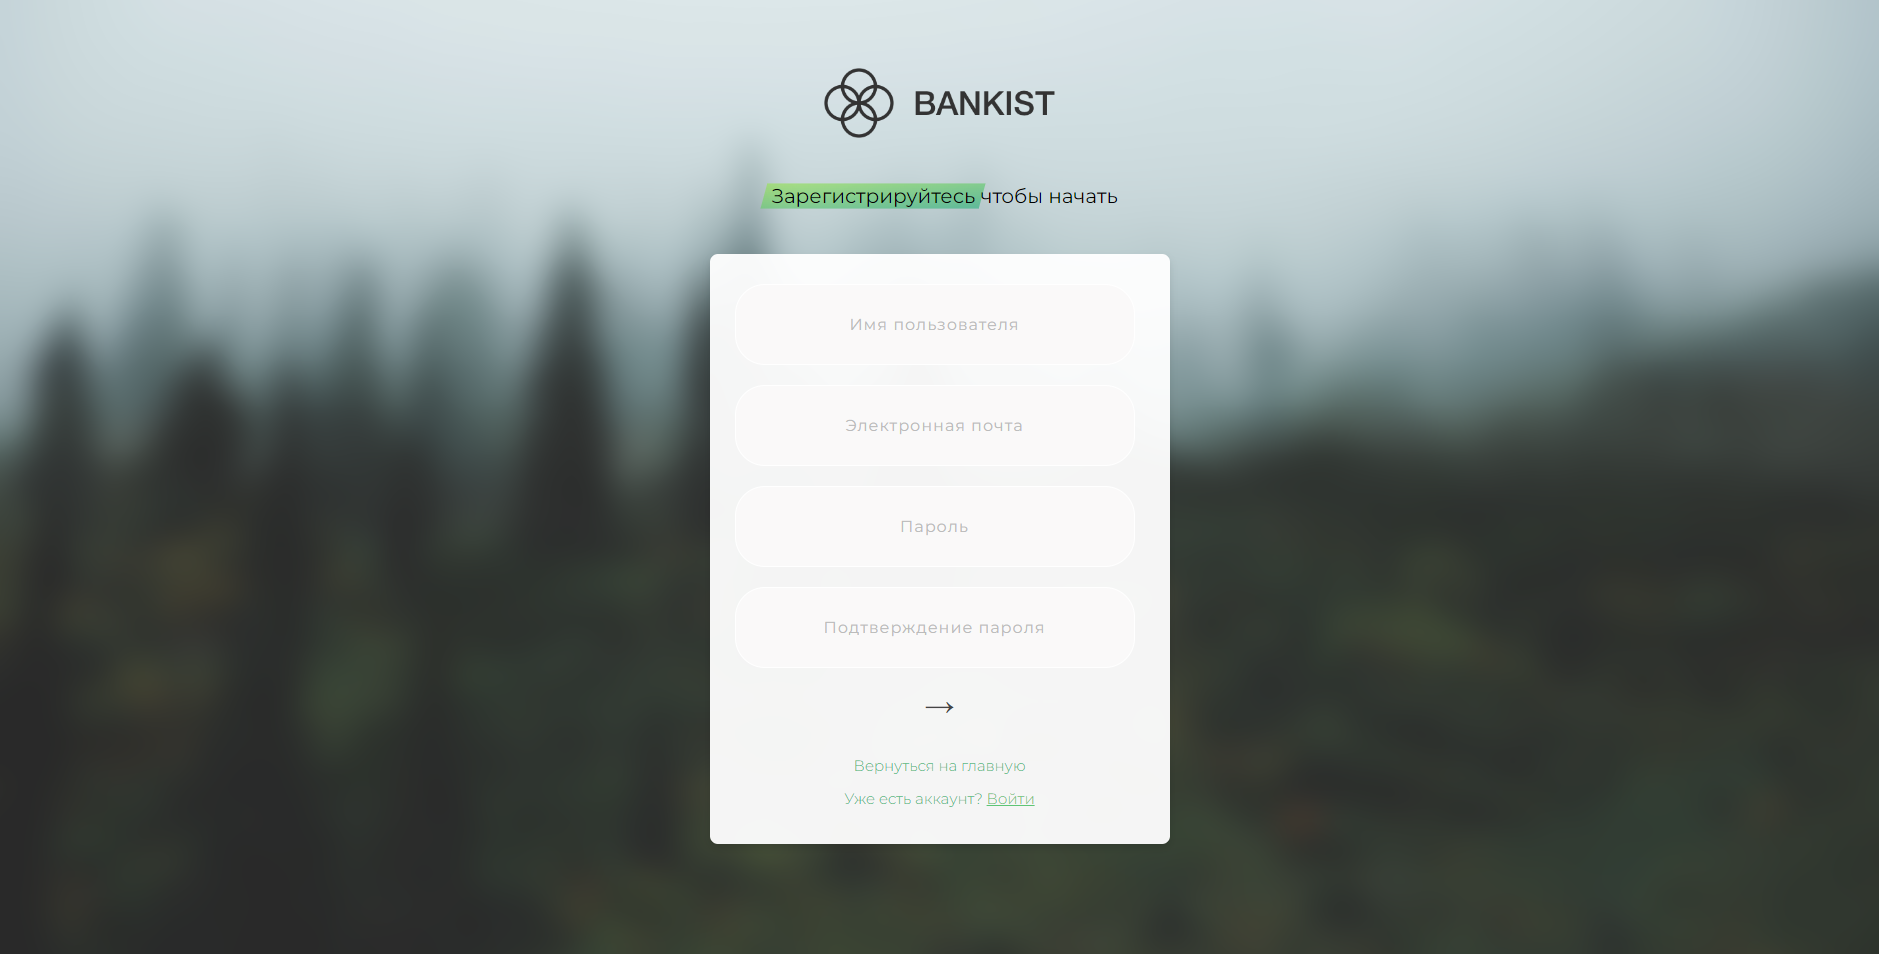 BANKIST
Зарегистрируйтесь чтобы начать
Имя пользователя
Электронная почта
Пароль
Подтверждение пароля
→
Вернуться на главную
Уже есть аккаунт? Войти